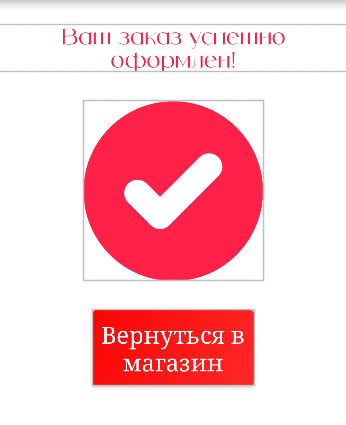 Ваш заказ успешно
оформлен!
Вернуться в
магазин